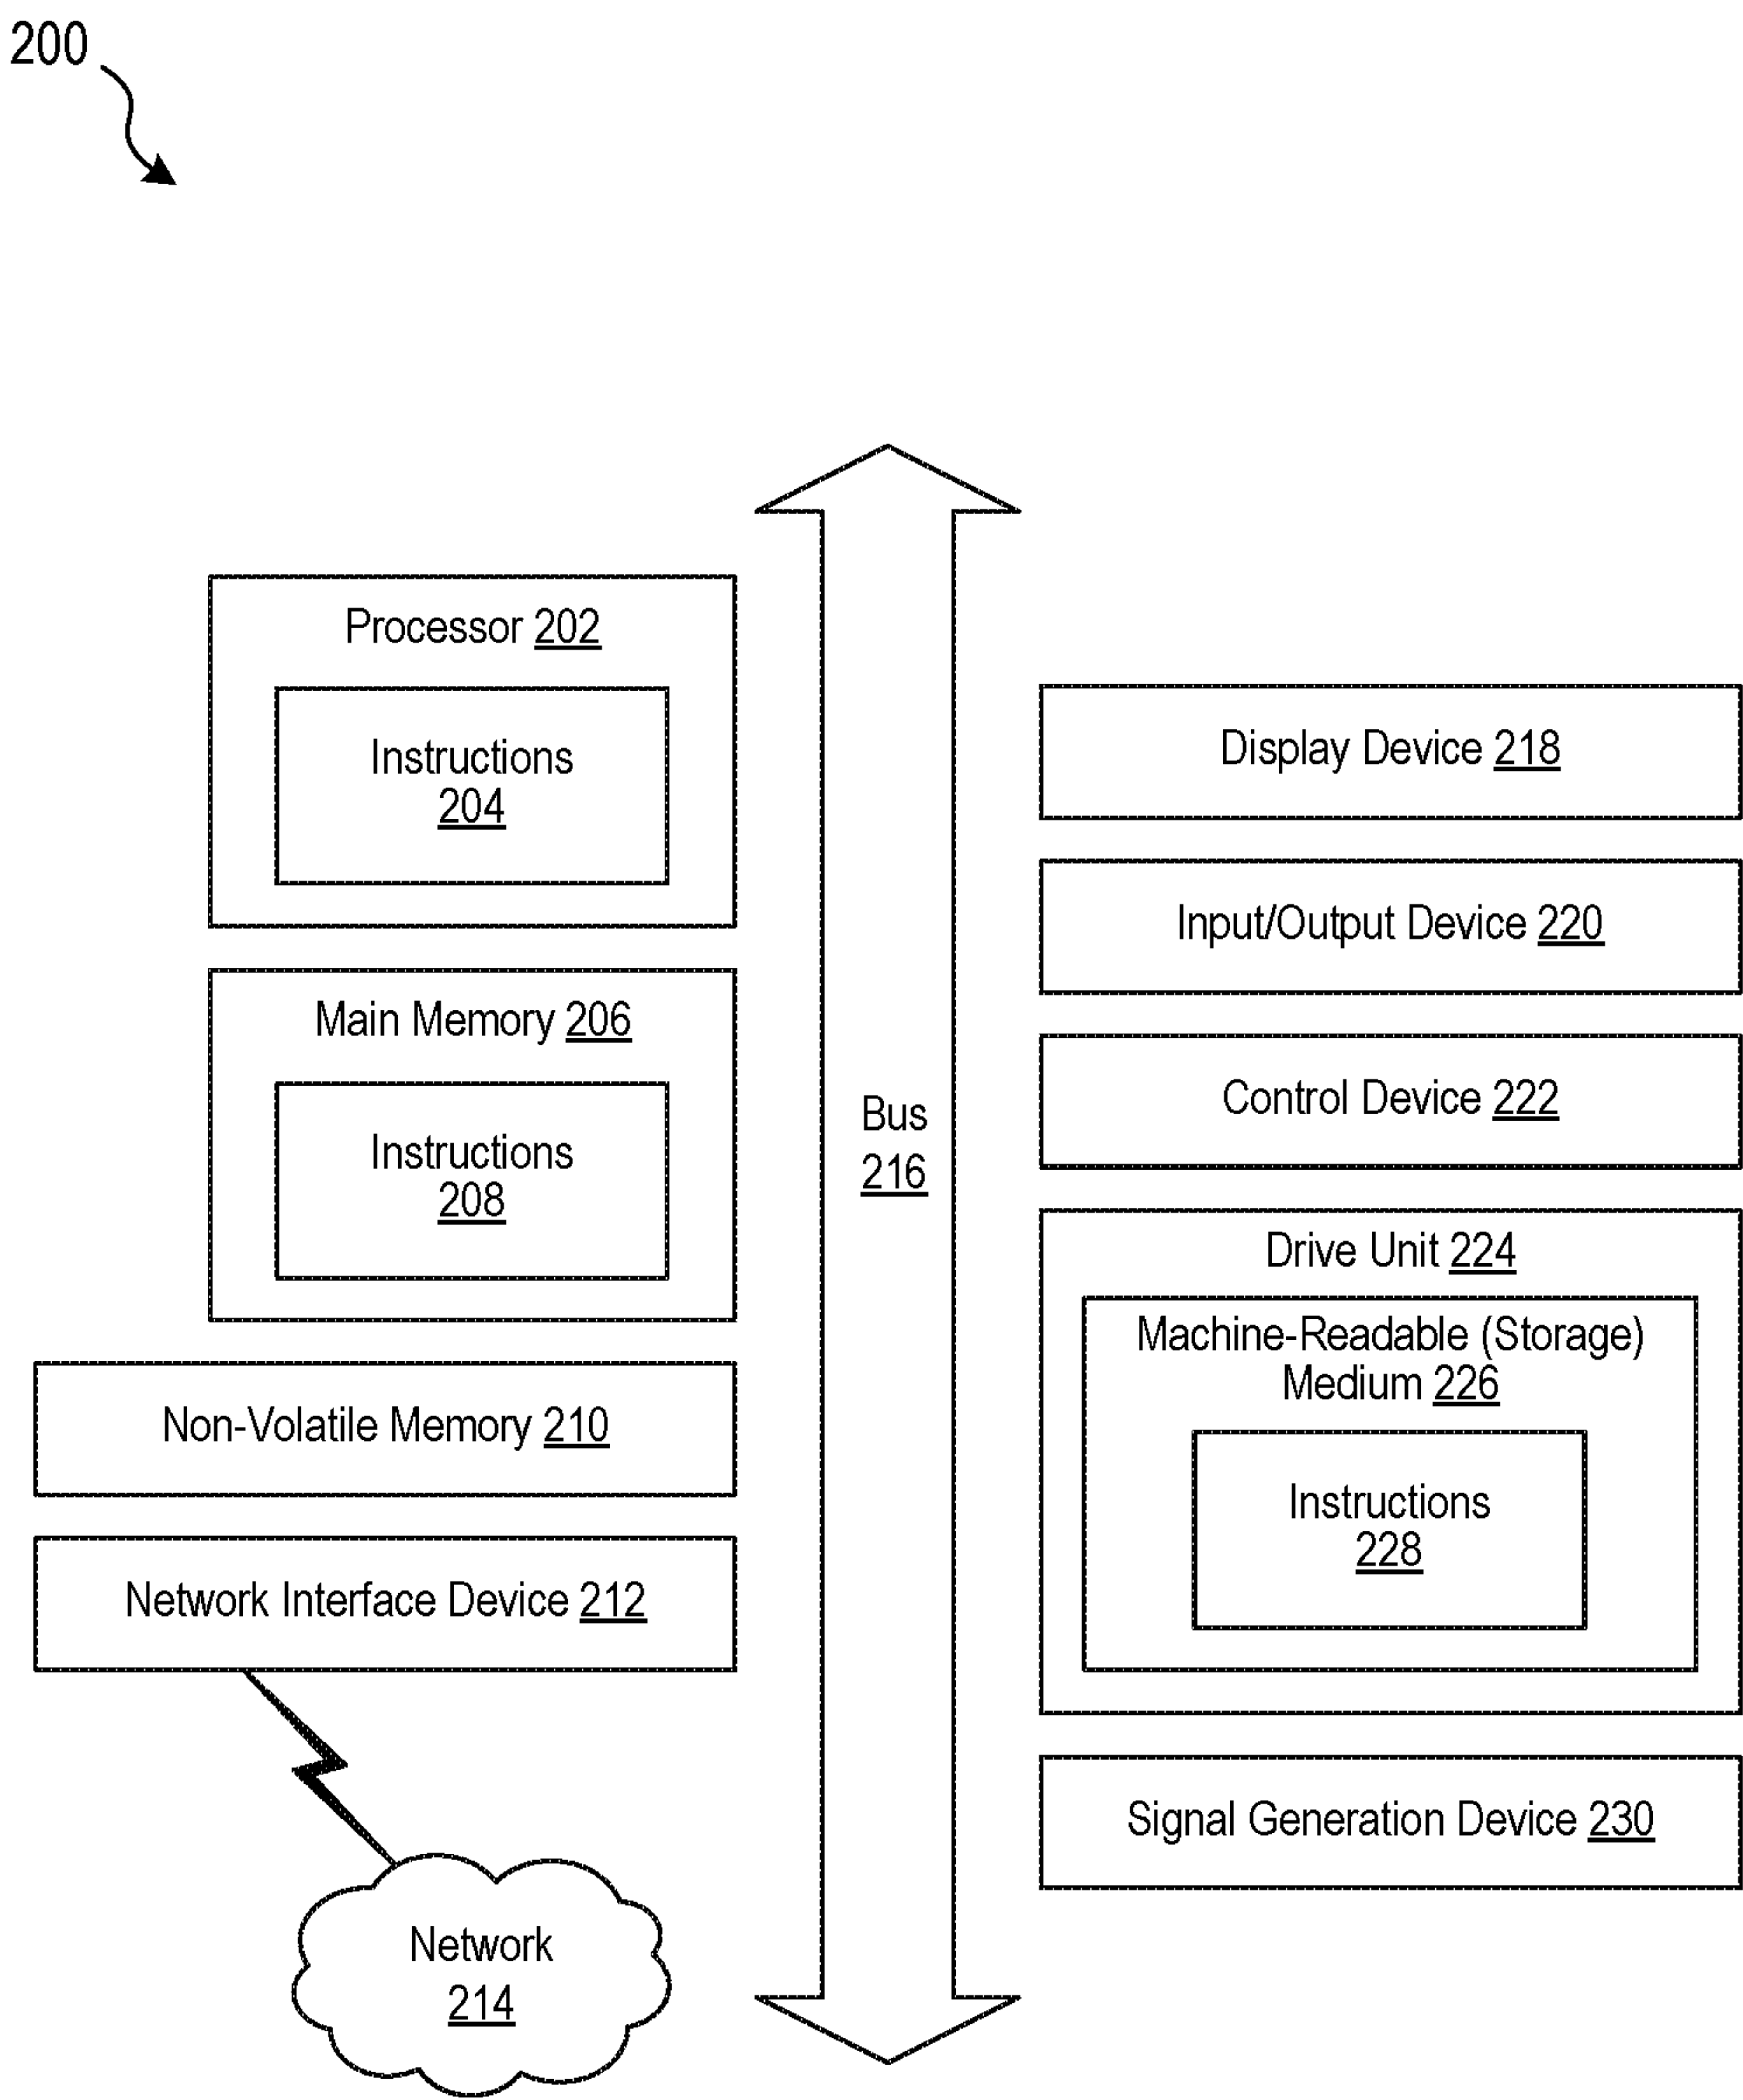 200
Processor 202
Instructions
204
Main Memory 206
Instructions
208
Non-Volatile Memory 210
Network Interface Device 212
Network
214
Bus
216
Display Device 218
Input/Output Device 220
Control Device 222
Drive Unit 224
Machine-Readable (Storage)
Medium 226
Instructions
228
Signal Generation Device 230